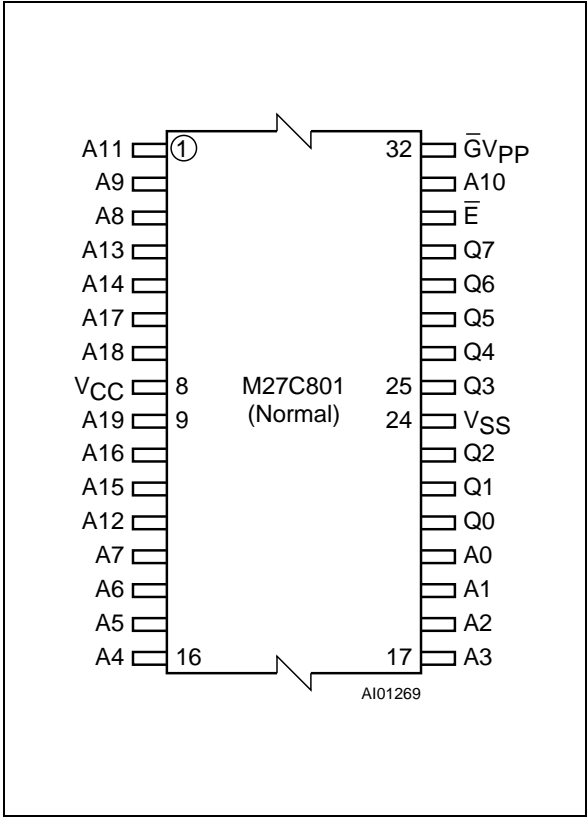 A11 ① 32 G̅VPP
A9 A10
A8 E̅
A13 Q7
A14 Q6
A17 Q5
A18 Q4
VCC 8 M27C801 25 Q3
A19 9 (Normal) 24 VSS
A16 Q2
A15 Q1
A12 Q0
A7 A0
A6 A1
A5 A2
A4 16 17 A3
AI01269